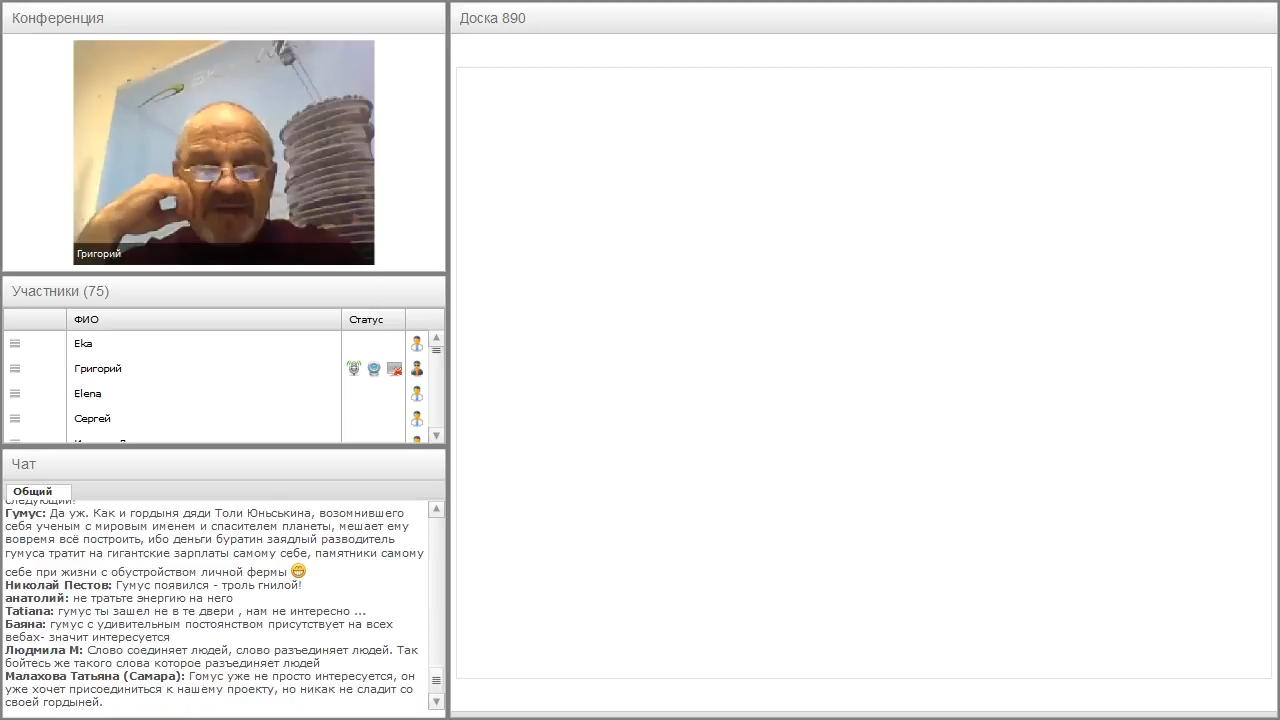 Конференция
Григорий
Участники (75)
ФИО Статус
Eka
Григорий
Elena
Сергей
Чат
Общий
следующий!
Гумус: Да уж. Как и гордыня дяди Толи Юньськина, возомнившего
себя ученым с мировым именем и спасителем планеты, мешает ему
вовремя всё построить, ибо деньги буратин заядлый разводитель
гумуса тратит на гигантские зарплаты самому себе, памятники самому
себе при жизни с обустройством личной фермы
Николай Пестов: Гумус появился - троль гнилой!
анатолий: не тратьте энергию на него
Tatiana: гумус ты зашел не в те двери , нам не интересно ...
Баяна: гумус с удивительным постоянством присутствует на всех
вебах- значит интересуется
Людмила М: Слово соединяет людей, слово разъединяет людей. Так
бойтесь же такого слова которое разъединяет людей
Малахова Татьяна (Самара): Гомус уже не просто интересуется, он
уже хочет присоединиться к нашему проекту, но никак не сладит со
своей гордыней.
Доска 890